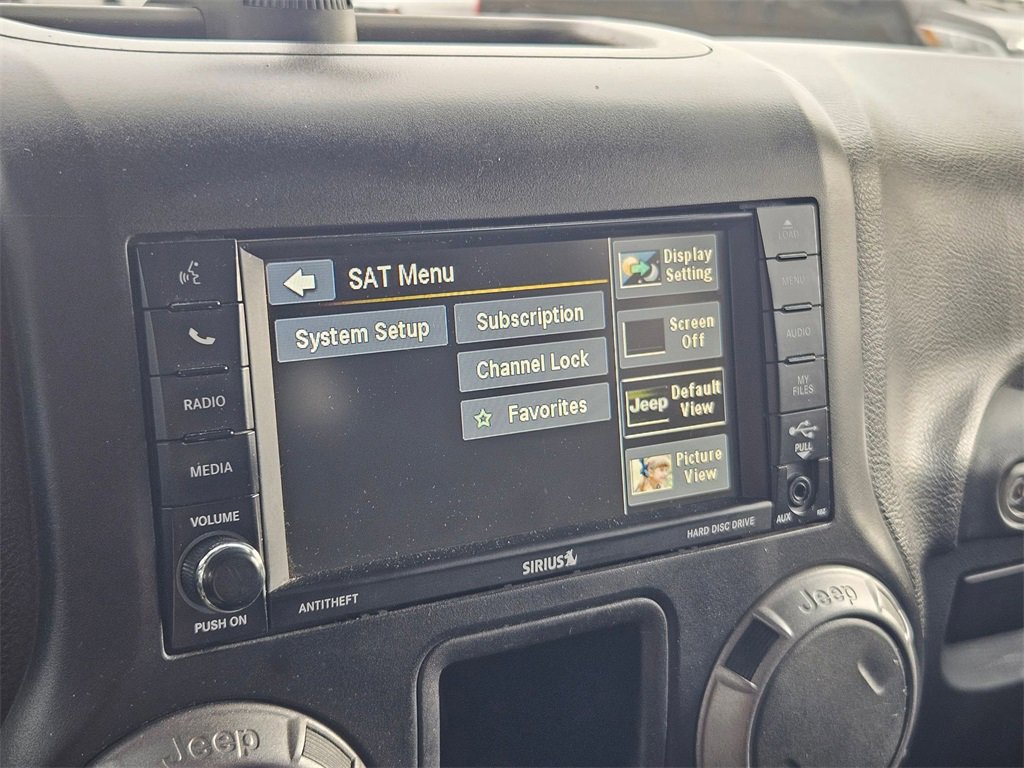 SAT Menu
System Setup
Subscription
Channel Lock
Favorites
Display
Setting
Screen
Off
Jeep
Default
View
Picture
View
RADIO
MEDIA
VOLUME
PUSH ON
LOAD
MENU
AUDIO
MY
FILES
PULL
AUX
ANTITHEFT
SIRIUS
HARD DISC DRIVE
Jeep
Jeep